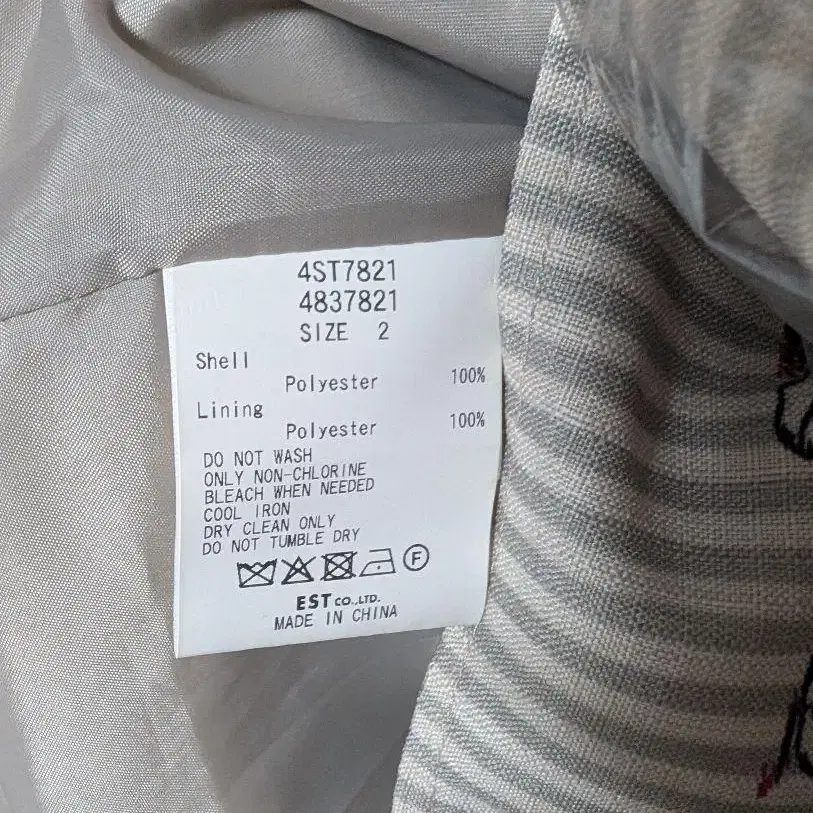 4ST7821
4837821
SIZE 2
Shell
Polyester 100%
Lining
Polyester 100%
DO NOT WASH
ONLY NON-CHLORINE
BLEACH WHEN NEEDED
COOL IRON
DRY CLEAN ONLY
DO NOT TUMBLE DRY
F
EST CO.,LTD.
MADE IN CHINA